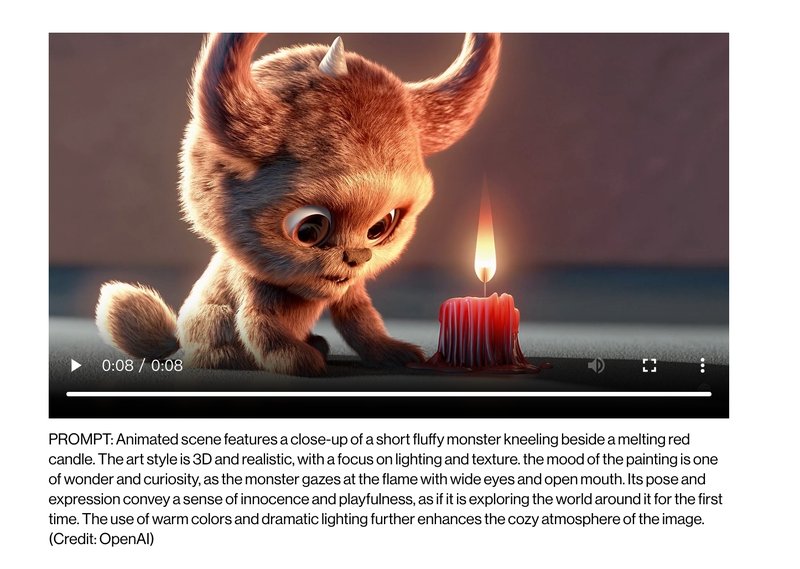 0:08 / 0:08
PROMPT: Animated scene features a close-up of a short fluffy monster kneeling beside a melting red
candle. The art style is 3D and realistic, with a focus on lighting and texture. the mood of the painting is one
of wonder and curiosity, as the monster gazes at the flame with wide eyes and open mouth. Its pose and
expression convey a sense of innocence and playfulness, as if it is exploring the world around it for the first
time. The use of warm colors and dramatic lighting further enhances the cozy atmosphere of the image.
(Credit: OpenAI)